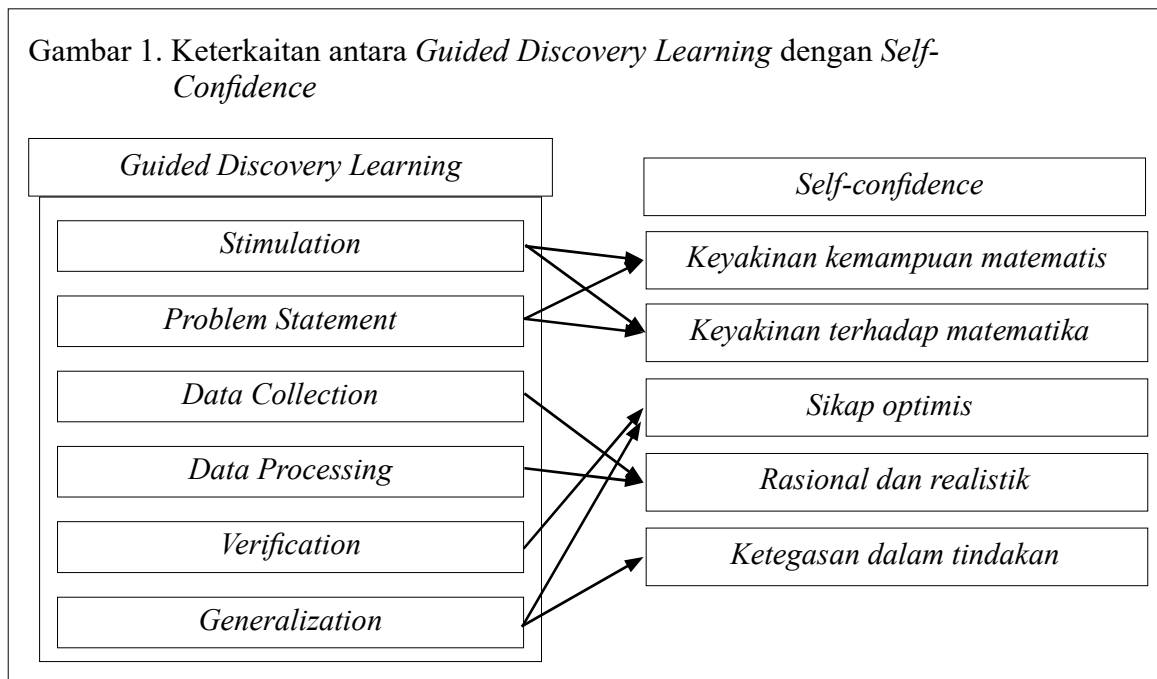 Gambar 1. Keterkaitan antara Guided Discovery Learning dengan Self-
Confidence
Guided Discovery Learning
Stimulation
Problem Statement
Data Collection
Data Processing
Verification
Generalization
Self-confidence
Keyakinan kemampuan matematis
Keyakinan terhadap matematika
Sikap optimis
Rasional dan realistik
Ketegasan dalam tindakan